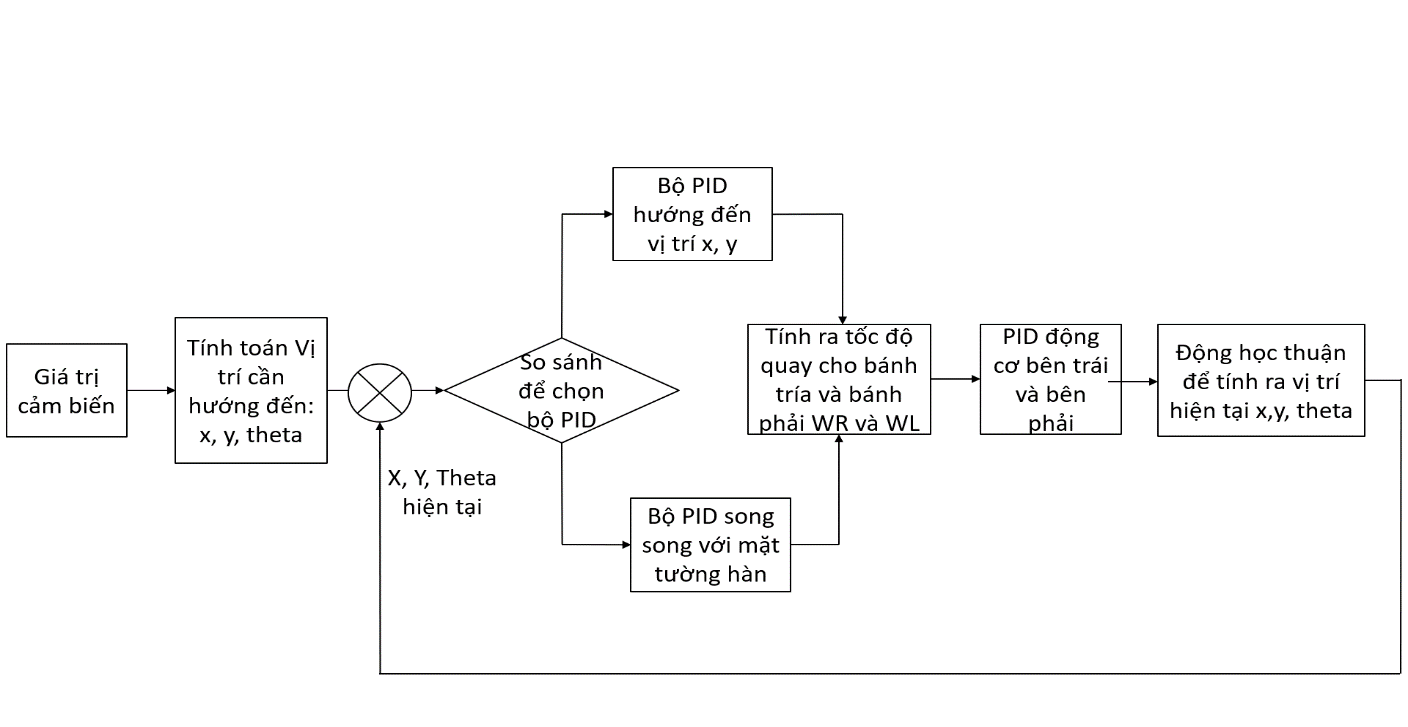 Giá trị
cảm biến
Tính toán Vị
trí cần
hướng đến:
x, y, theta
X, Y, Theta
hiện tại
So sánh
để chọn
bộ PID
Bộ PID
hướng đến
vị trí x, y
Bộ PID song
song với mặt
tường hàn
Tính ra tốc độ
quay cho bánh
tría và bánh
phải WR và WL
PID động
cơ bên trái
và bên
phải
Động học thuận
để tính ra vị trí
hiện tại x,y, theta